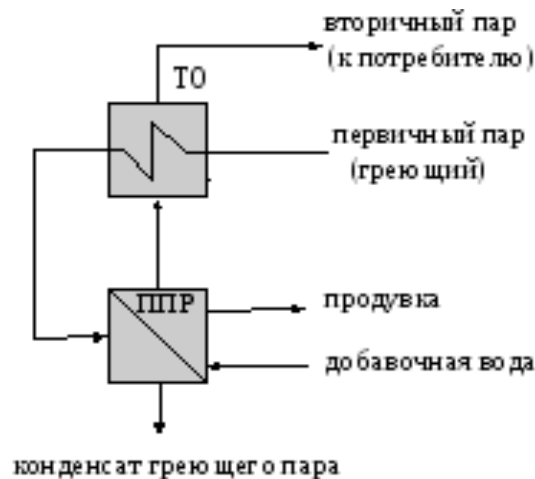 вторичный пар
(к потребителю)
ТО
первичный пар
(греющий)
ППР
продувка
добавочная вода
конденсат греющего пара